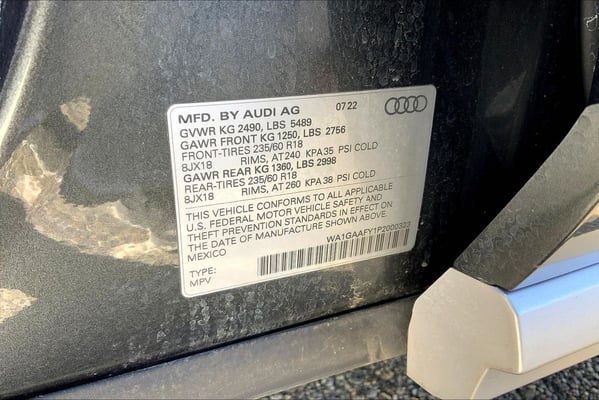 MFD. BY AUDI AG 07/22
GVWR KG 2490, LBS 5489
GAWR FRONT KG 1250, LBS 2756
FRONT-TIRES 235/60 R18
8JX18 RIMS, AT 240 KPA 35 PSI COLD
GAWR REAR KG 1360, LBS 2998
REAR-TIRES 235/60 R18
8JX18 RIMS, AT 260 KPA 38 PSI COLD
THIS VEHICLE CONFORMS TO ALL APPLICABLE
U.S. FEDERAL MOTOR VEHICLE SAFETY AND
THEFT PREVENTION STANDARDS IN EFFECT ON
THE DATE OF MANUFACTURE SHOWN ABOVE.
MEXICO
WA1GAAFY1P2000323
TYPE:
MPV